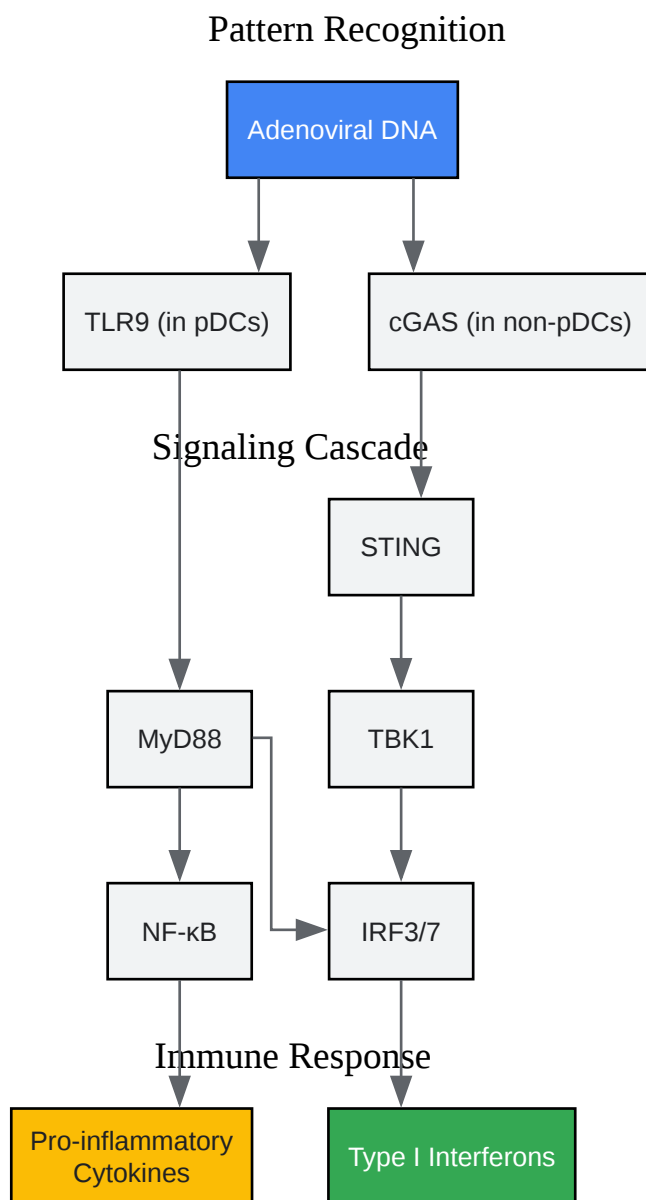 Pattern Recognition
Adenoviral DNA
TLR9 (in pDCs)
cGAS (in non-pDCs)
Signaling Cascade
STING
MyD88
TBK1
NF-κB
IRF3/7
Immune Response
Pro-inflammatory
Cytokines
Type I Interferons